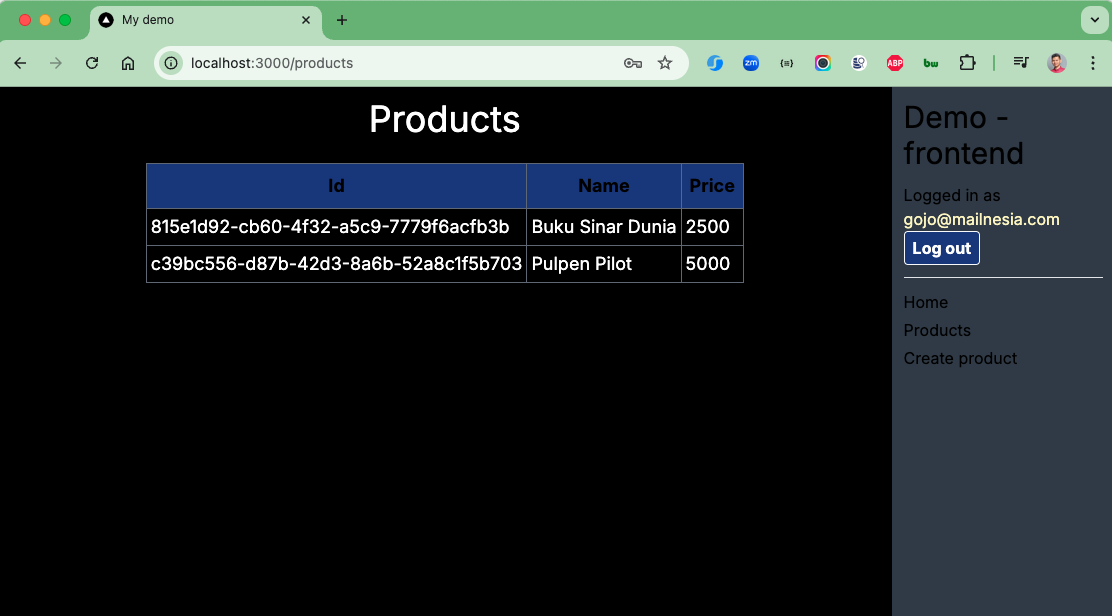 My demo
localhost:3000/products
zm
ABP
bw
Products
Id Name Price
815e1d92-cb60-4f32-a5c9-7779f6acfb3b Buku Sinar Dunia 2500
c39bc556-d87b-42d3-8a6b-52a8c1f5b703 Pulpen Pilot 5000
Demo -
frontend
Logged in as
gojo@mailnesia.com
Log out
Home
Products
Create product